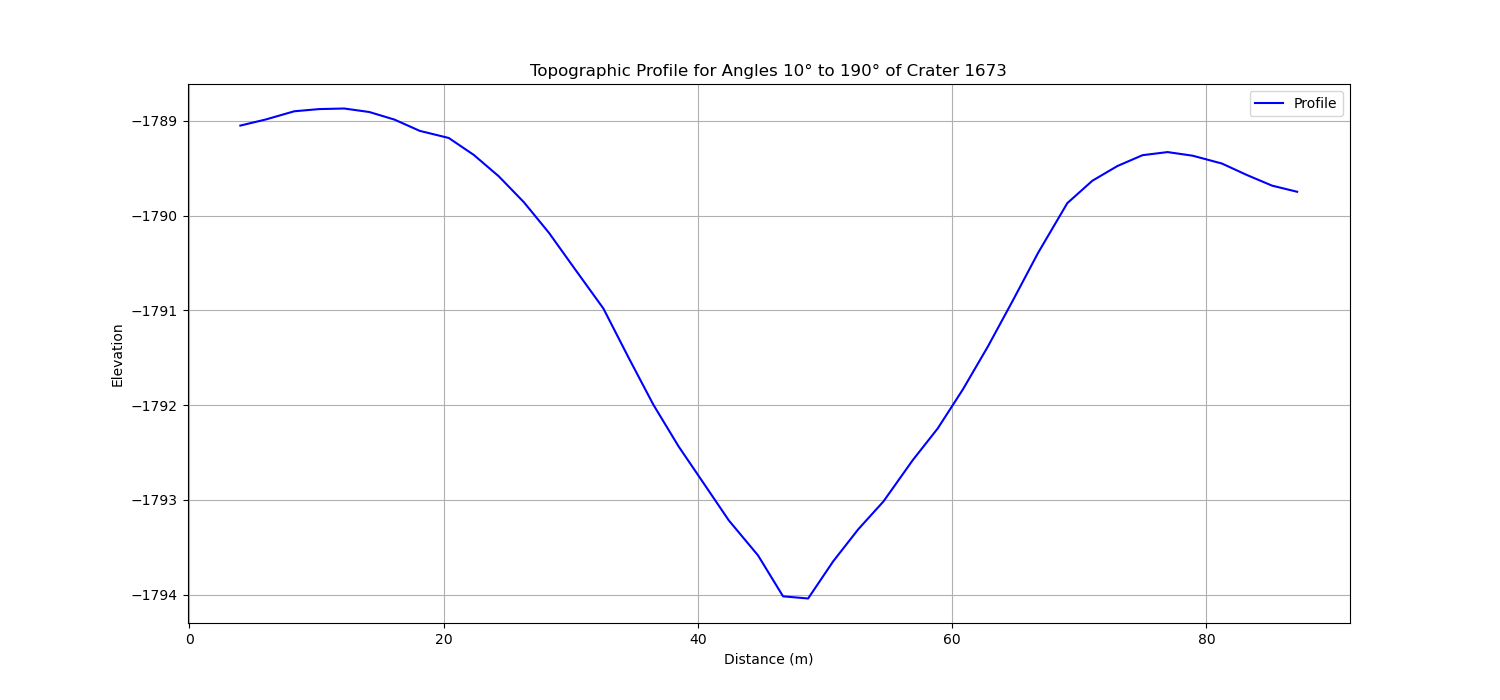 Topographic Profile for Angles 10° to 190° of Crater 1673
Profile
−1789
−1790
−1791
−1792
−1793
−1794
Elevation
0 20 40 60 80
Distance (m)